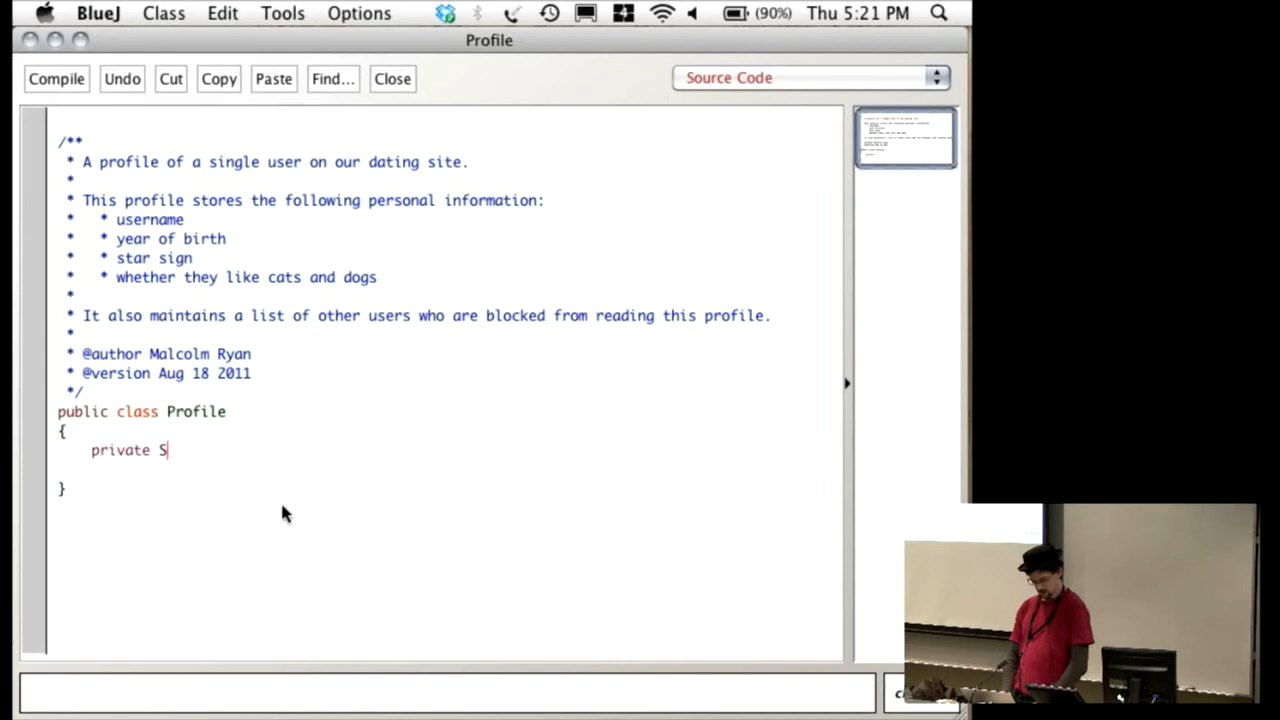 BlueJ Class Edit Tools Options 4 (90%) Thu 5:21 PM
Profile
Compile Undo Cut Copy Paste Find... Close Source Code
/**
* A profile of a single user on our dating site.
*
* This profile stores the following personal information:
*   * username
*   * year of birth
*   * star sign
*   * whether they like cats and dogs
*
* It also maintains a list of other users who are blocked from reading this profile.
*
* @author Malcolm Ryan
* @version Aug 18 2011
*/
public class Profile
{
private S
}